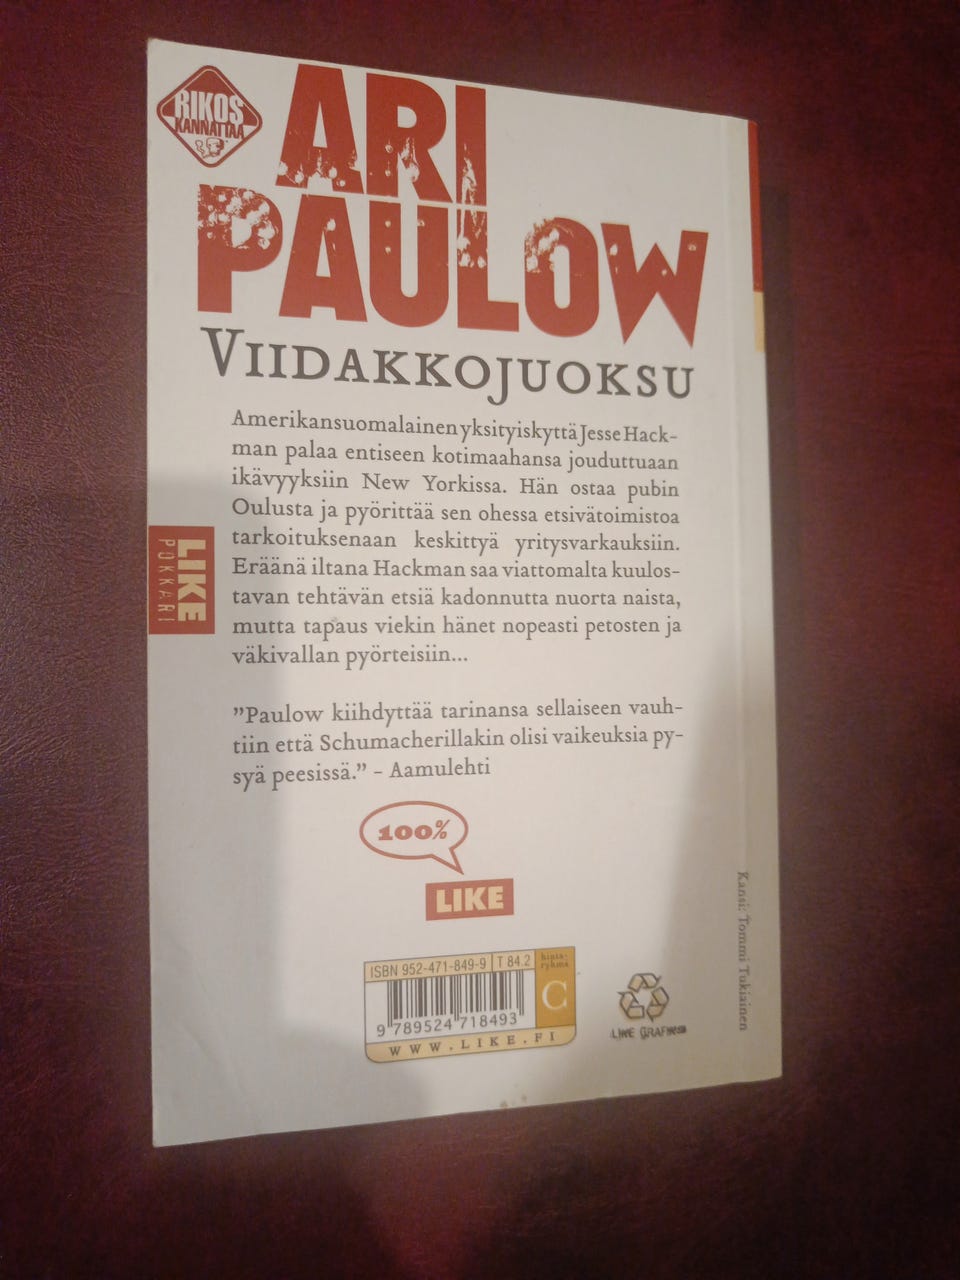 RIKOS
KANNATTAA
ARI
PAULOW
VIIDAKKOJUOKSU
Amerikansuomalainen yksityiskyttä Jesse Hack-
man palaa entiseen kotimaahansa jouduttuaan
ikävyyksiin New Yorkissa. Hän ostaa pubin
Oulusta ja pyörittää sen ohessa etsivätoimistoa
tarkoituksenaan keskittyä yritysvarkauksiin.
Eräänä iltana Hackman saa viattomalta kuulos-
tavan tehtävän etsiä kadonnutta nuorta naista,
mutta tapaus viekin hänet nopeasti petosten ja
väkivallan pyörteisiin...
”Paulow kiihdyttää tarinansa sellaiseen vauh-
tiin että Schumacherillakin olisi vaikeuksia py-
syä peesissä.” – Aamulehti
LIKE
POKKARI
100%
LIKE
ISBN 952-471-849-9 T 84.2
hinta-
ryhmä
C
9 789524 718493
WWW.LIKE.FI
LIKE GRAFIIKKA
Kansi: Tommi Tukiainen